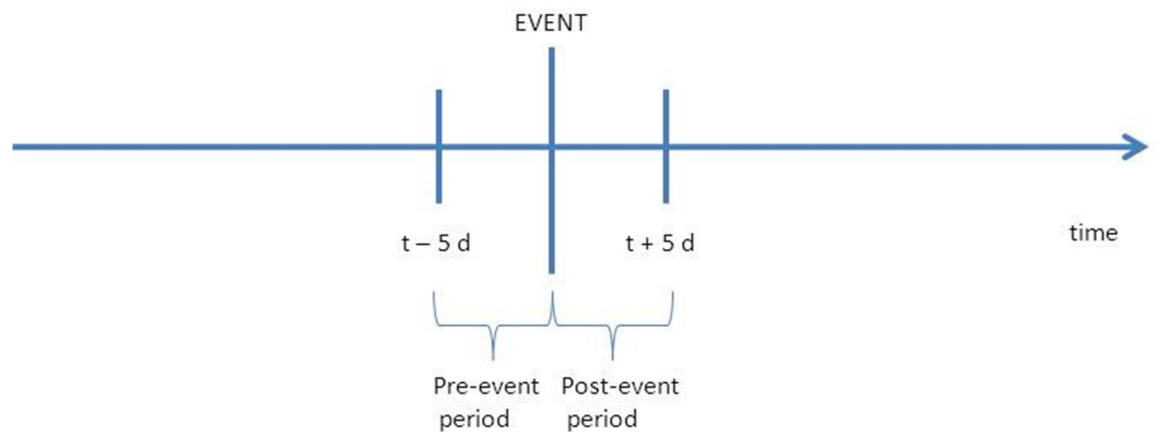 EVENT
t – 5 d
t + 5 d
time
Pre-event
period
Post-event
period